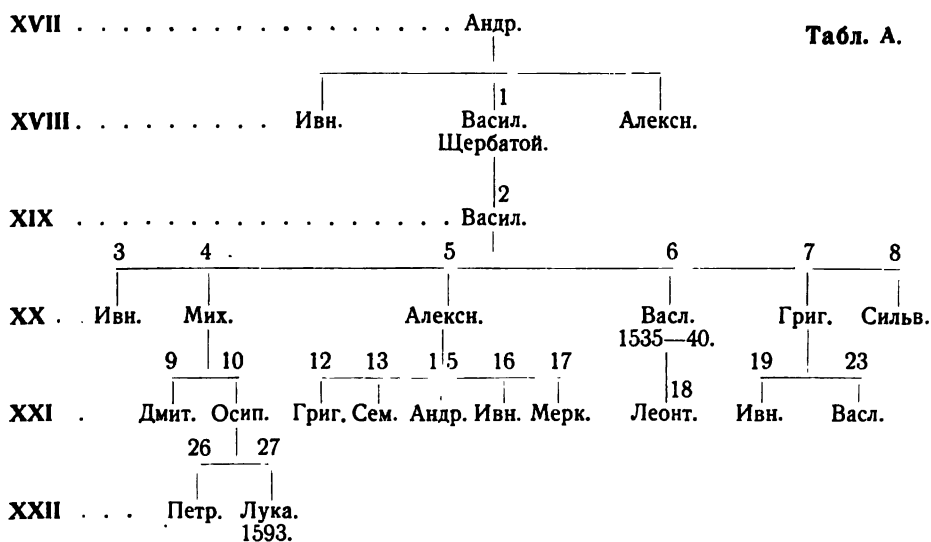 XVII . . . . . . . . . . . . . . . . . . Андр.
Табл. А.
1
XVIII. . . . . . . . . . Ивн. Васил. Алексн.
Щербатой.
2
XIX . . . . . . . . . . . . . . . . . . Васил.
3 4 5 6 7 8
XX . Ивн. Мих. Алексн. Васл. Григ. Сильв.
1535—40.
9 10 12 13 15 16 17 19 23
18
XXI . Дмит. Осип. Григ. Сем. Андр. Ивн. Мерк. Леонт. Ивн. Васл.
26 27
XXII . . . Петр. Лука.
1593.